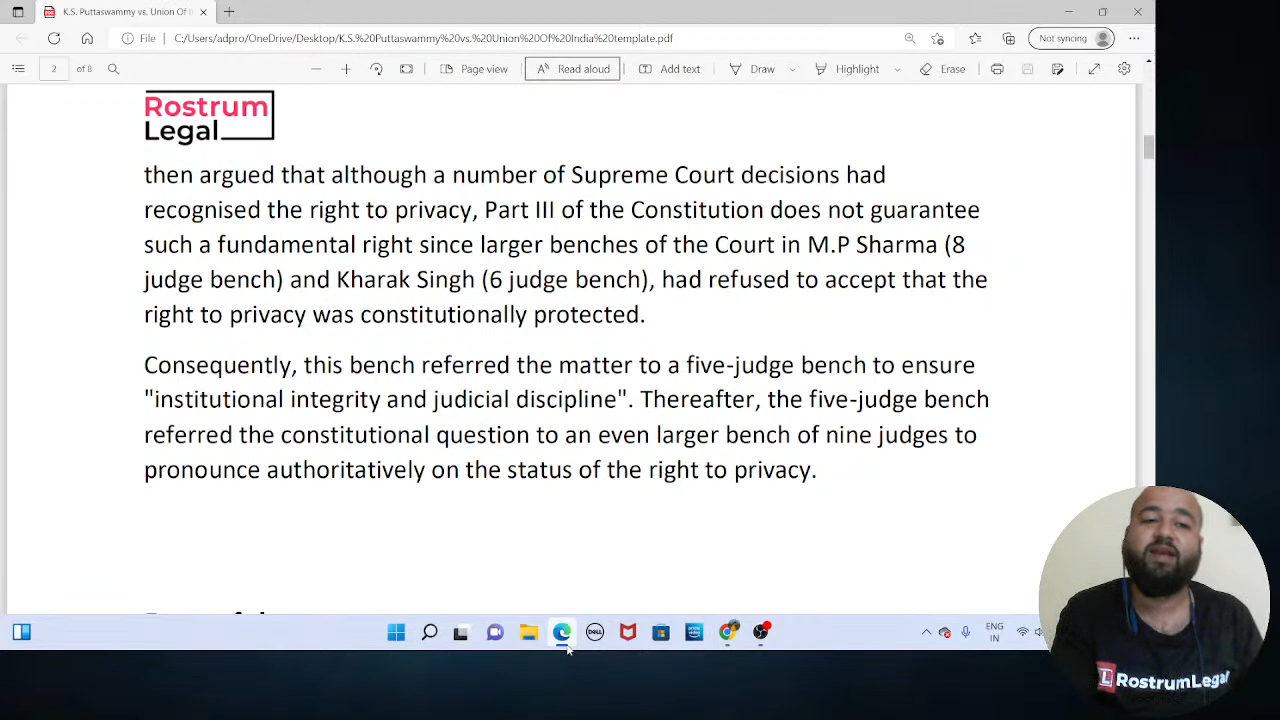 K.S. Puttaswammy vs. Union Of I
File
C:/Users/adpro/OneDrive/Desktop/K.S.%20Puttaswammy%20vs.%20Union%20Of%20India%20template.pdf
Not syncing
2 of 8
Page view
Read aloud
Add text
Draw
Highlight
Erase
Rostrum
Legal
then argued that although a number of Supreme Court decisions had
recognised the right to privacy, Part III of the Constitution does not guarantee
such a fundamental right since larger benches of the Court in M.P Sharma (8
judge bench) and Kharak Singh (6 judge bench), had refused to accept that the
right to privacy was constitutionally protected.
Consequently, this bench referred the matter to a five-judge bench to ensure
"institutional integrity and judicial discipline". Thereafter, the five-judge bench
referred the constitutional question to an even larger bench of nine judges to
pronounce authoritatively on the status of the right to privacy.
DELL
prime video
ENG
IN
RostrumLegal